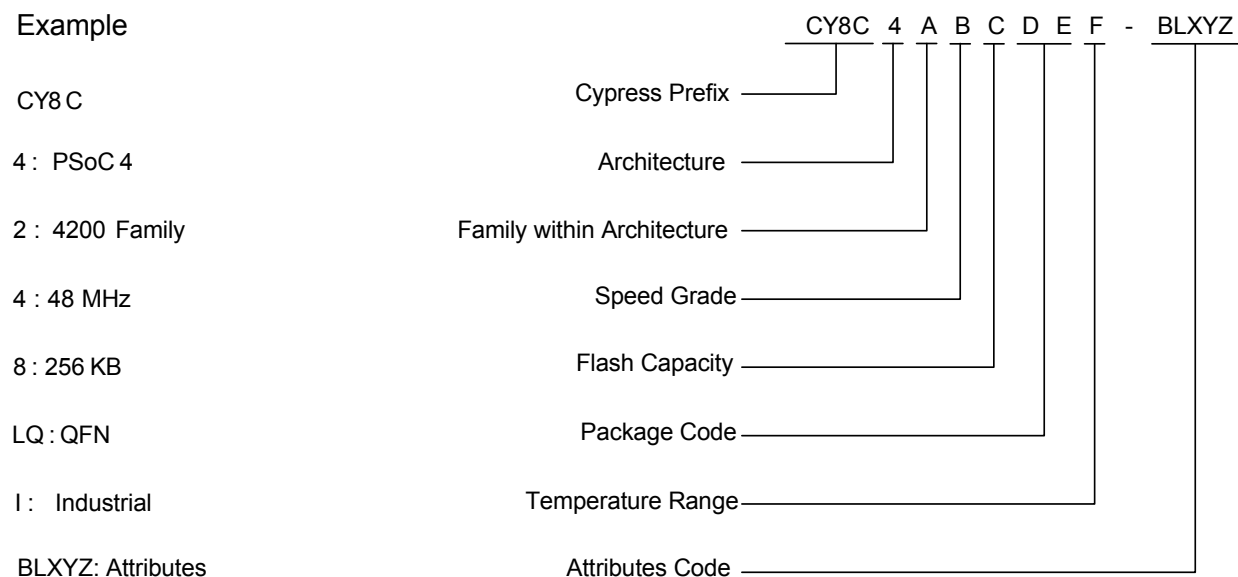 Example CY8C 4 A B C D E F - BLXYZ
CY8 C Cypress Prefix
4 : PSoC 4 Architecture
2 : 4200 Family Family within Architecture
4 : 48 MHz Speed Grade
8 : 256 KB Flash Capacity
LQ : QFN Package Code
I : Industrial Temperature Range
BLXYZ: Attributes Attributes Code